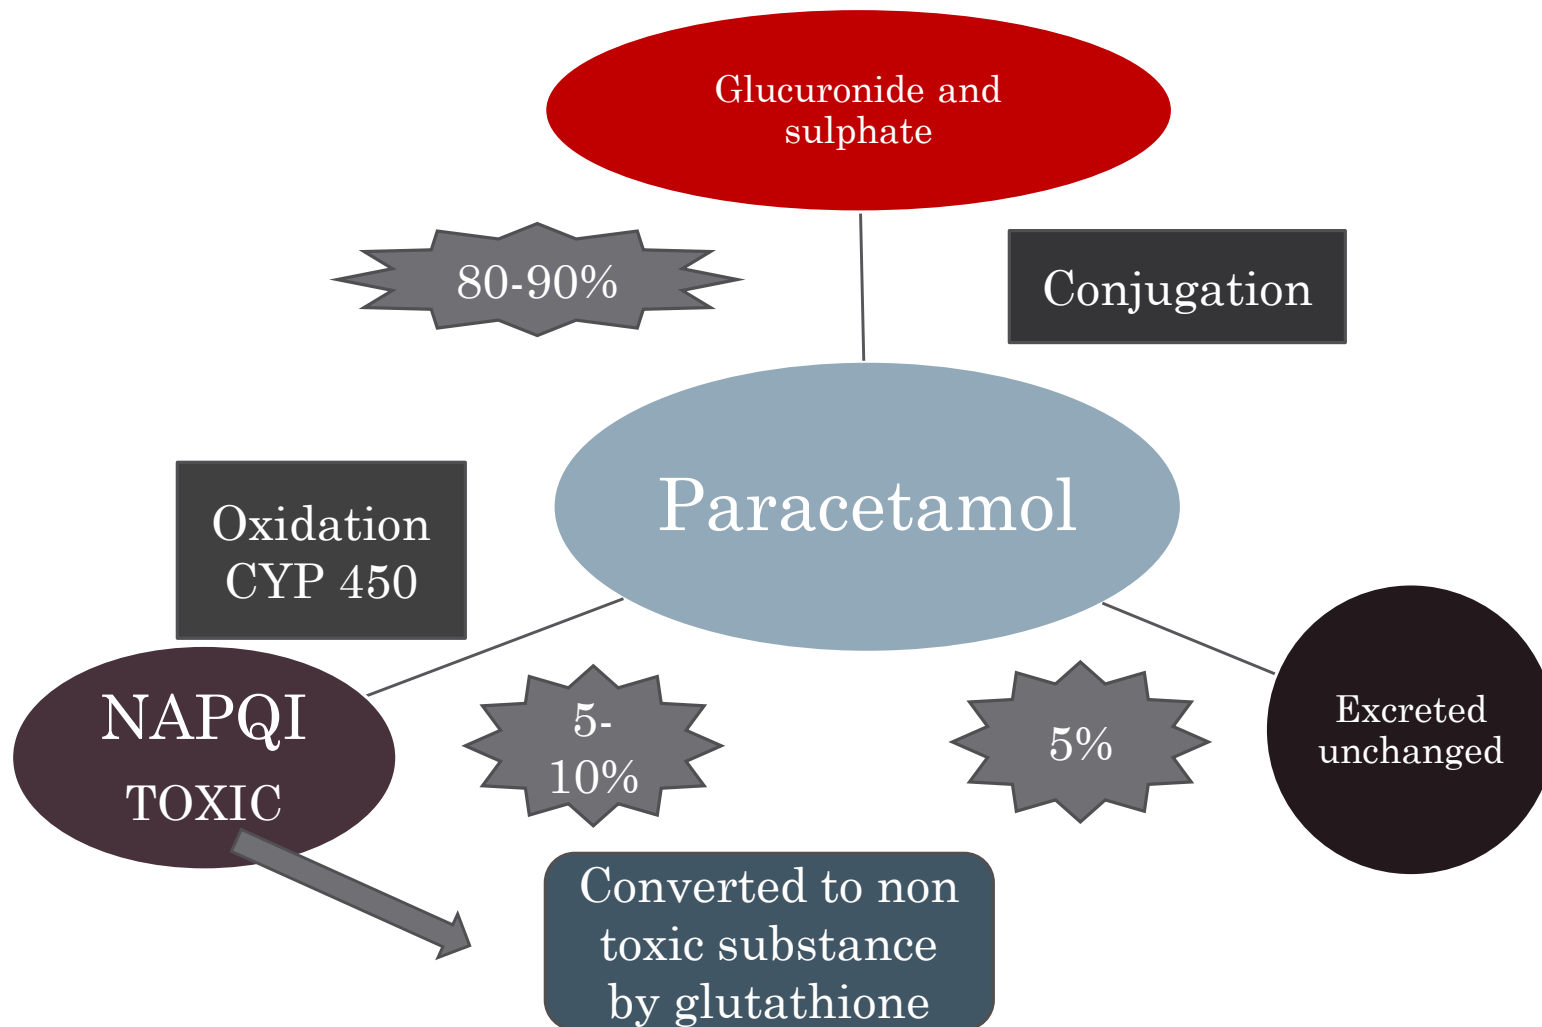 Glucuronide and
sulphate
80-90%
Conjugation
Paracetamol
Oxidation
CYP 450
NAPQI
TOXIC
5-
10%
5%
Excreted
unchanged
Converted to non
toxic substance
by glutathione